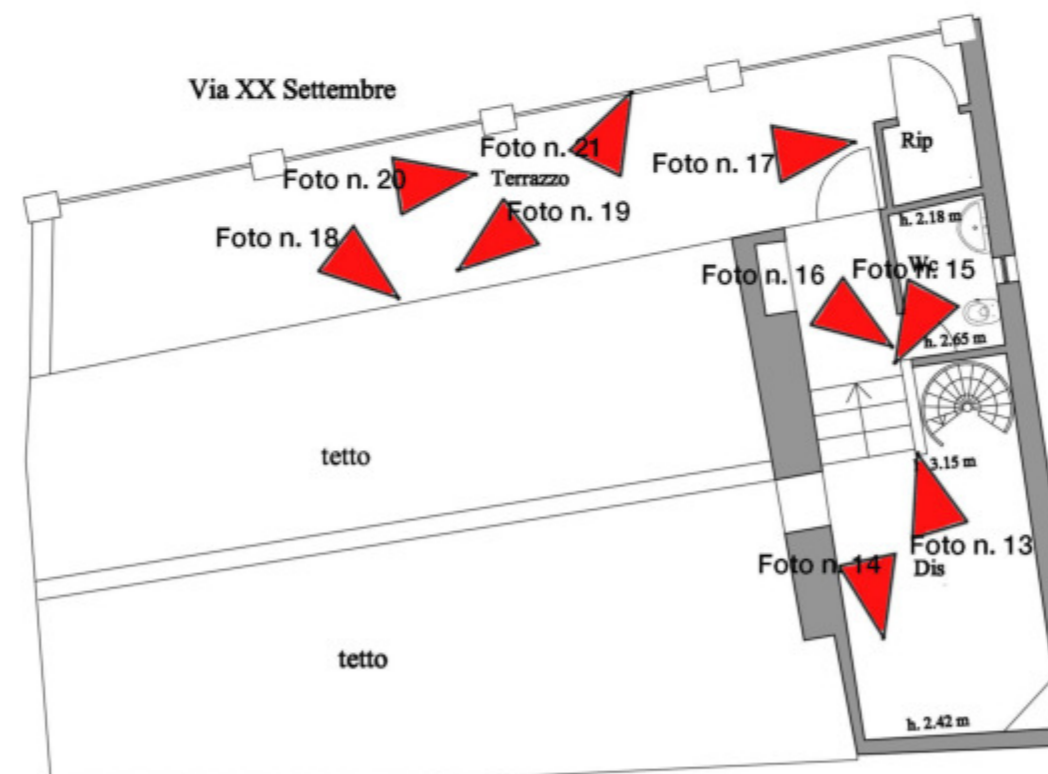 Via XX Settembre
Foto n. 21
Foto n. 20
Terrazzo
Foto n. 17
Rip
Foto n. 19
Foto n. 18
h. 2.18 m
Foto n. 16
Foto n. 15
Wc
h. 2.65 m
tetto
3.15 m
Foto n. 13
Foto n. 14
Dis
tetto
h. 2.42 m